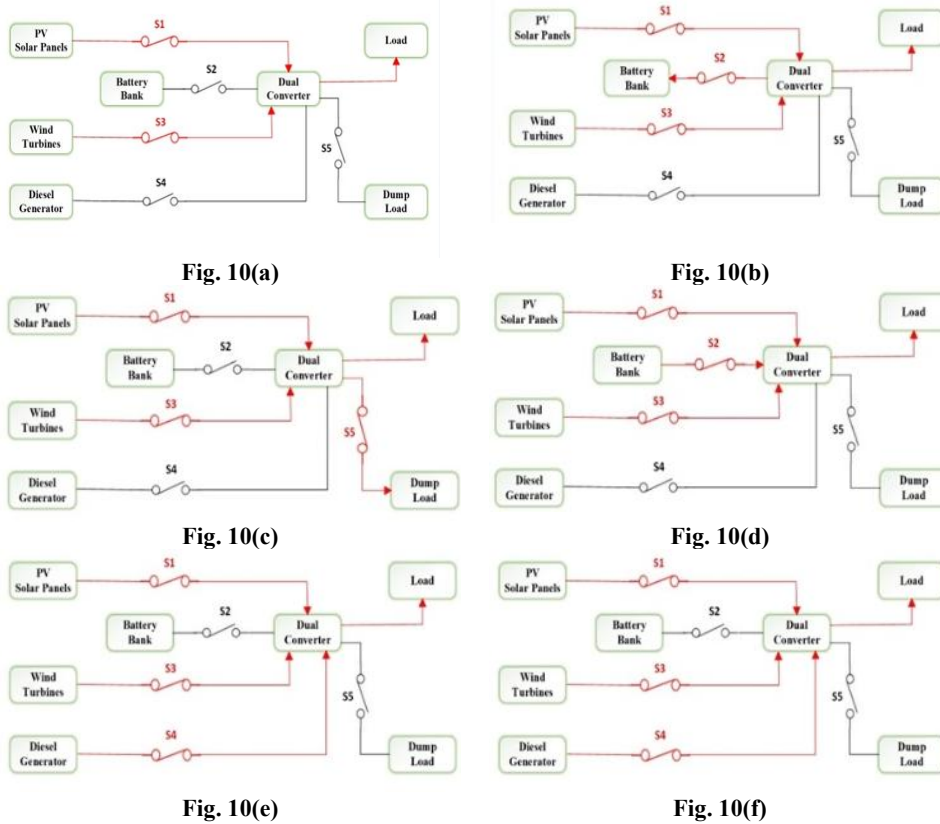 PV
Solar Panels
S1
Load
Battery
Bank
S2
Dual
Converter
Wind
Turbines
S3
S5
Diesel
Generator
S4
Dump
Load
Fig. 10(a)
PV
Solar Panels
S1
Load
Battery
Bank
S2
Dual
Converter
Wind
Turbines
S3
S5
Diesel
Generator
S4
Dump
Load
Fig. 10(b)
PV
Solar Panels
S1
Load
Battery
Bank
S2
Dual
Converter
Wind
Turbines
S3
S5
Diesel
Generator
S4
Dump
Load
Fig. 10(c)
PV
Solar Panels
S1
Load
Battery
Bank
S2
Dual
Converter
Wind
Turbines
S3
S5
Diesel
Generator
S4
Dump
Load
Fig. 10(d)
PV
Solar Panels
S1
Load
Battery
Bank
S2
Dual
Converter
Wind
Turbines
S3
S5
Diesel
Generator
S4
Dump
Load
Fig. 10(e)
PV
Solar Panels
S1
Load
Battery
Bank
S2
Dual
Converter
Wind
Turbines
S3
S5
Diesel
Generator
S4
Dump
Load
Fig. 10(f)